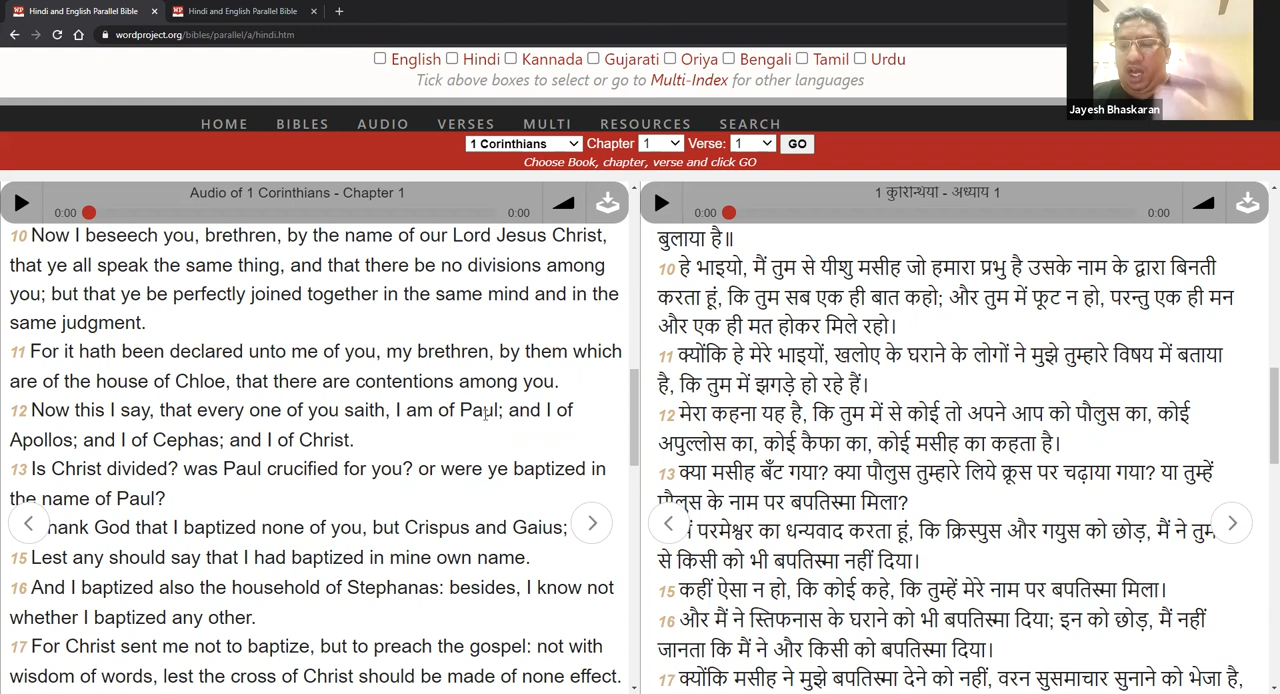 Hindi and English Parallel Bible
Hindi and English Parallel Bible
wordproject.org/bibles/parallel/a/hindi.htm
English Hindi Kannada Gujarati Oriya Bengali Tamil Urdu
Tick above boxes to select or go to Multi-Index for other languages
Jayesh Bhaskaran
HOME BIBLES AUDIO VERSES MULTI RESOURCES SEARCH
1 Corinthians Chapter 1 Verse: 1 GO
Choose Book, chapter, verse and click GO
Audio of 1 Corinthians - Chapter 1
0:00 0:00
10 Now I beseech you, brethren, by the name of our Lord Jesus Christ,
that ye all speak the same thing, and that there be no divisions among
you; but that ye be perfectly joined together in the same mind and in the
same judgment.
11 For it hath been declared unto me of you, my brethren, by them which
are of the house of Chloe, that there are contentions among you.
12 Now this I say, that every one of you saith, I am of Paul; and I of
Apollos; and I of Cephas; and I of Christ.
13 Is Christ divided? was Paul crucified for you? or were ye baptized in
the name of Paul?
hank God that I baptized none of you, but Crispus and Gaius;
15 Lest any should say that I had baptized in mine own name.
16 And I baptized also the household of Stephanas: besides, I know not
whether I baptized any other.
17 For Christ sent me not to baptize, but to preach the gospel: not with
wisdom of words, lest the cross of Christ should be made of none effect.
1 कुरिन्थियों - अध्याय 1
0:00 0:00
बुलाया है॥
10 हे भाइयो, मैं तुम से यीशु मसीह जो हमारा प्रभु है उसके नाम के द्वारा बिनती
करता हूं, कि तुम सब एक ही बात कहो; और तुम में फूट न हो, परन्तु एक ही मन
और एक ही मत होकर मिले रहो।
11 क्योंकि हे मेरे भाइयों, खलोए के घराने के लोगों ने मुझे तुम्हारे विषय में बताया
है, कि तुम में झगड़े हो रहे हैं।
12 मेरा कहना यह है, कि तुम में से कोई तो अपने आप को पौलुस का, कोई
अपुल्लोस का, कोई कैफा का, कोई मसीह का कहता है।
13 क्या मसीह बँट गया? क्या पौलुस तुम्हारे लिये क्रूस पर चढ़ाया गया? या तुम्हें
पौलुस के नाम पर बपतिस्मा मिला?
परमेश्वर का धन्यवाद करता हूं, कि क्रिस्पुस और गयुस को छोड़, मैं ने तुम
से किसी को भी बपतिस्मा नहीं दिया।
15 कहीं ऐसा न हो, कि कोई कहे, कि तुम्हें मेरे नाम पर बपतिस्मा मिला।
16 और मैं ने स्तिफनास के घराने को भी बपतिस्मा दिया; इन को छोड़, मैं नहीं
जानता कि मैं ने और किसी को बपतिस्मा दिया।
17 क्योंकि मसीह ने मुझे बपतिस्मा देने को नहीं, वरन सुसमाचार सुनाने को भेजा है,